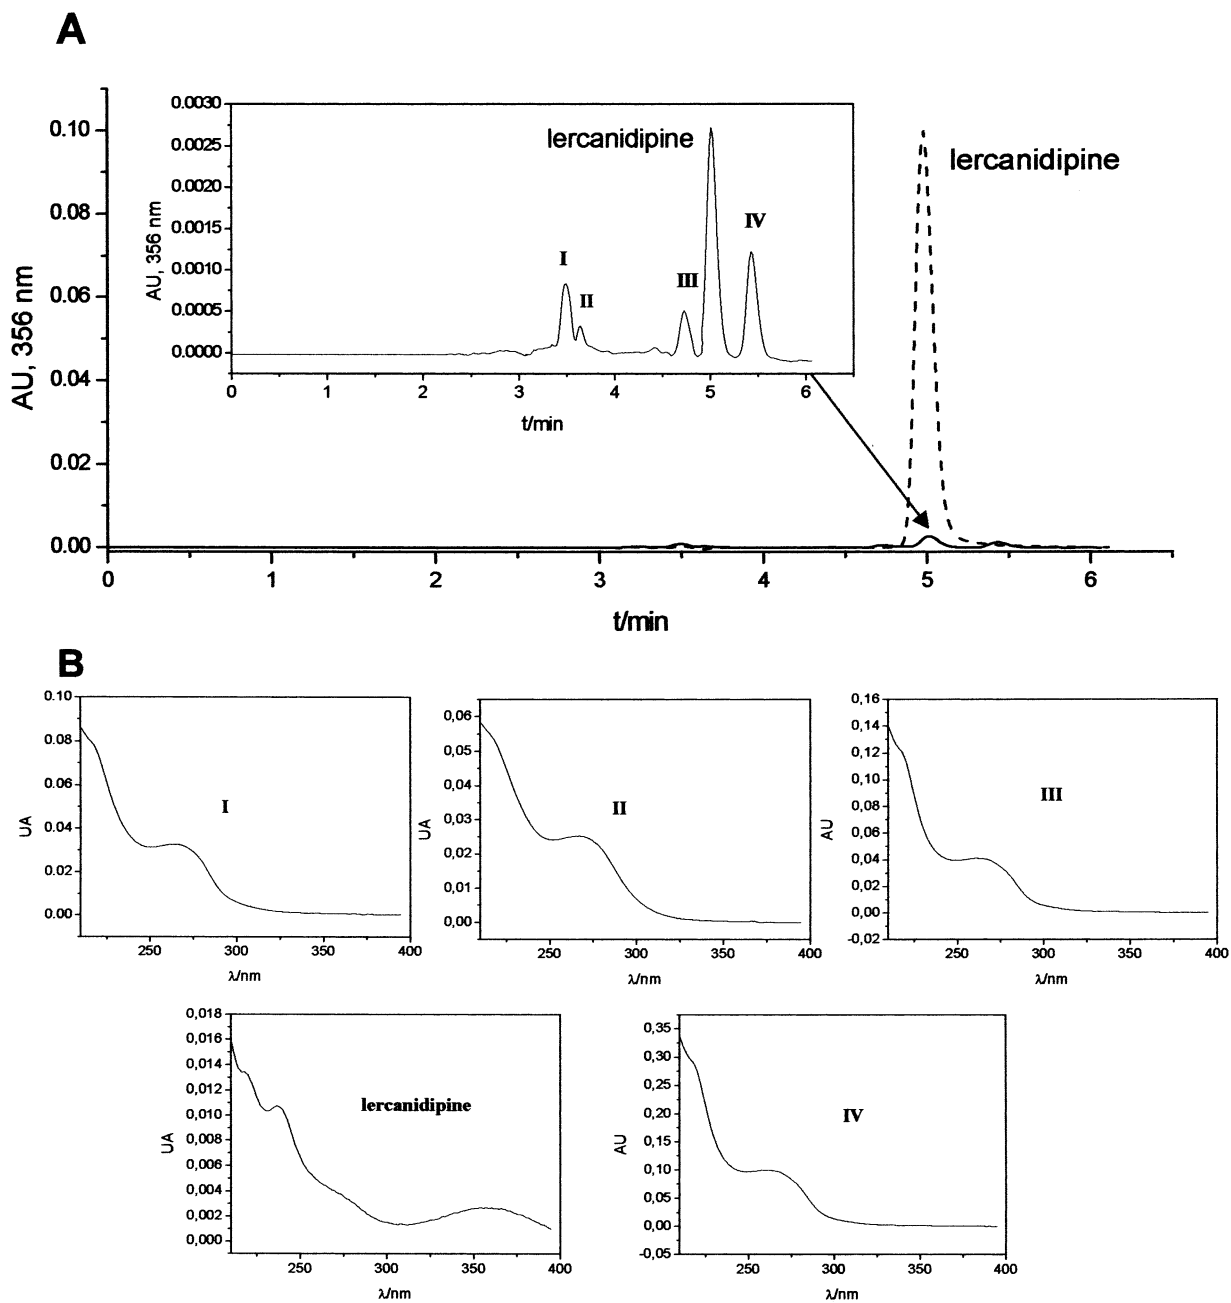 A
0.0030
0.0025
0.0020
0.0015
0.0010
0.0005
0.0000
AU, 356 nm
lercanidipine
I
II
III
IV
0 1 2 3 4 5 6
t/min
0.10
0.08
0.06
0.04
0.02
0.00
AU, 356 nm
lercanidipine
0 1 2 3 4 5 6
t/min
B
0.10
0.08
0.06
0.04
0.02
0.00
UA
I
250 300 350 400
λ/nm
0,06
0,05
0,04
0,03
0,02
0,01
0,00
UA
II
250 300 350 400
λ/nm
0,16
0,14
0,12
0,10
0,08
0,06
0,04
0,02
0,00
-0,02
AU
III
250 300 350 400
λ/nm
0,018
0,016
0,014
0,012
0,010
0,008
0,006
0,004
0,002
0,000
UA
lercanidipine
250 300 350 400
λ/nm
0,35
0,30
0,25
0,20
0,15
0,10
0,05
0,00
-0,05
AU
IV
250 300 350 400
λ/nm